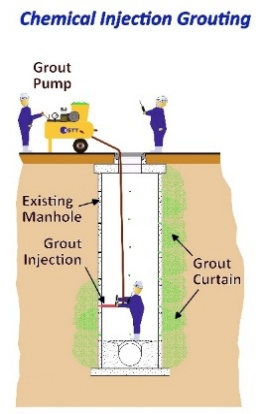 Chemical Injection Grouting
Grout
Pump
Existing
Manhole
Grout
Injection
Grout
Curtain